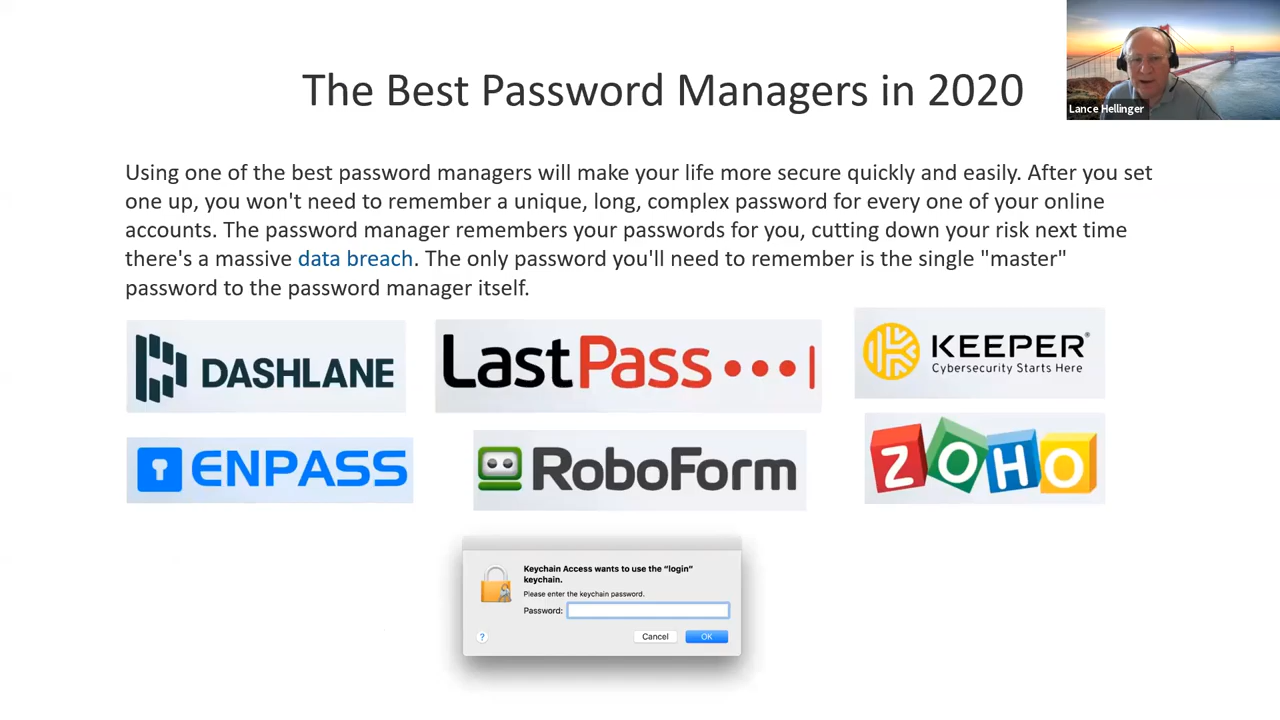 The Best Password Managers in 2020
Lance Hellinger
Using one of the best password managers will make your life more secure quickly and easily. After you set
one up, you won't need to remember a unique, long, complex password for every one of your online
accounts. The password manager remembers your passwords for you, cutting down your risk next time
there's a massive data breach. The only password you'll need to remember is the single "master"
password to the password manager itself.
DASHLANE
LastPass
KEEPER®
Cybersecurity Starts Here
ENPASS
RoboForm
ZOHO
Keychain Access wants to use the “login”
keychain.
Please enter the keychain password.
Password:
?
Cancel
OK